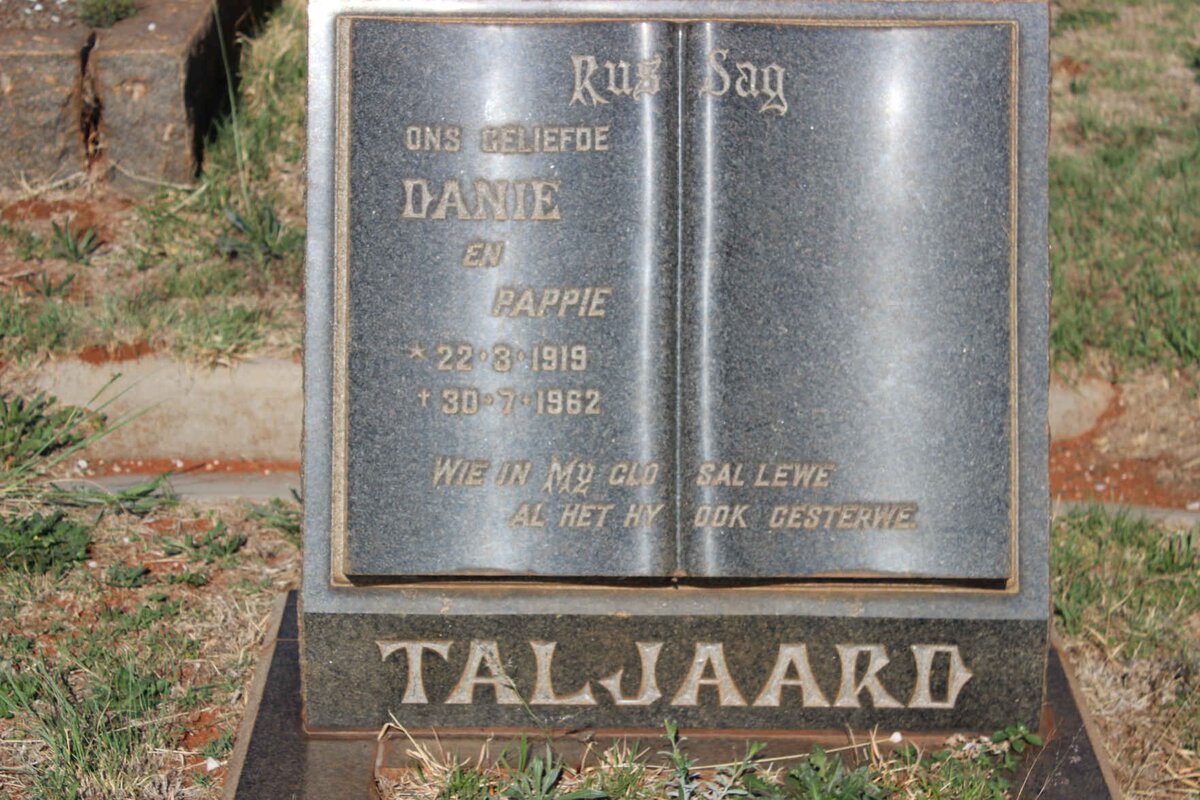 Rus Sag
ONS GELIEFDE
DANIE
EN
PAPPIE
* 22·3·1919
† 30·7·1962
WIE IN MY GLO SAL LEWE
AL HET HY OOK GESTERWE
TALJAARD